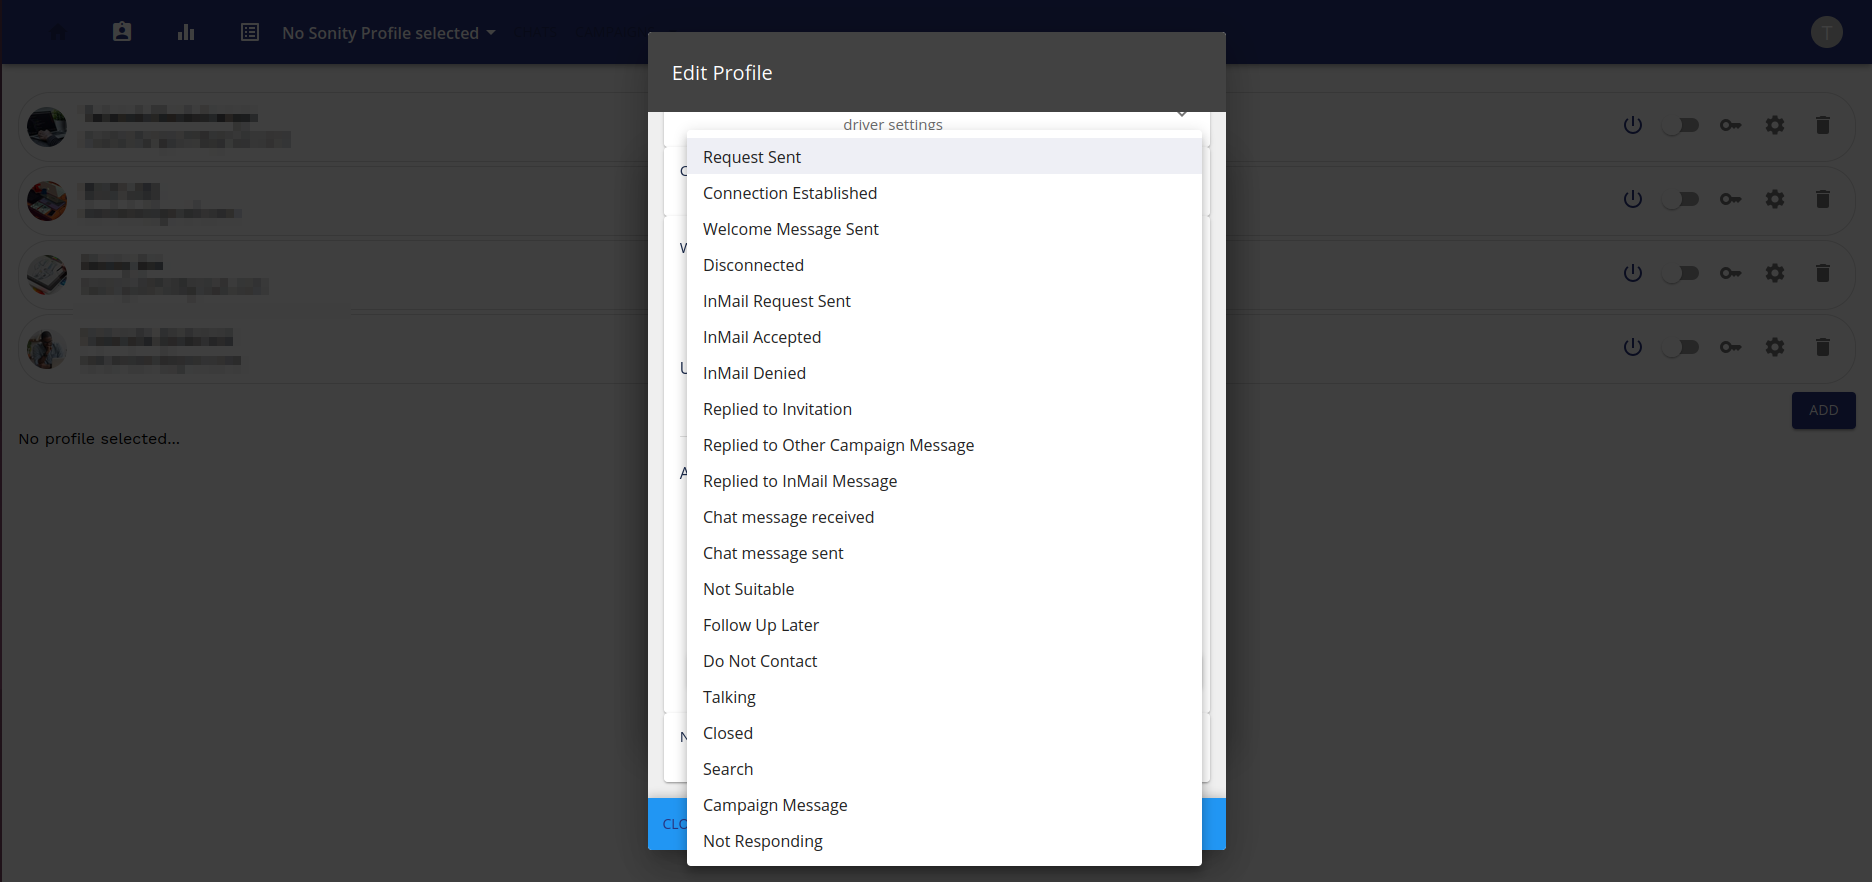 No Sonity Profile selected
T
Edit Profile
driver settings
Request Sent
Connection Established
Welcome Message Sent
Disconnected
InMail Request Sent
InMail Accepted
InMail Denied
Replied to Invitation
Replied to Other Campaign Message
Replied to InMail Message
Chat message received
Chat message sent
Not Suitable
Follow Up Later
Do Not Contact
Talking
Closed
Search
Campaign Message
Not Responding
ADD
No profile selected...